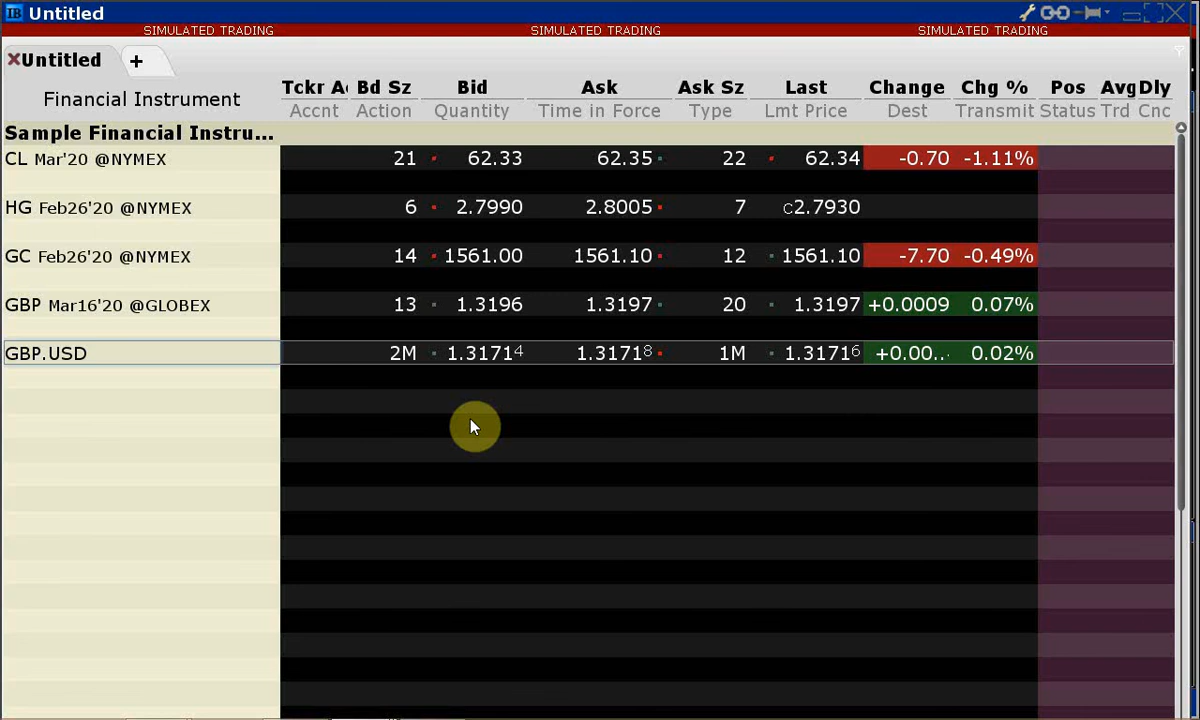 IB Untitled
SIMULATED TRADING SIMULATED TRADING SIMULATED TRADING
Untitled +
Financial Instrument
Tckr A Bd Sz Bid Ask Ask Sz Last Change Chg % Pos Avg Dly
Accnt Action Quantity Time in Force Type Lmt Price Dest Transmit Status Trd Cnc
Sample Financial Instru...
CL Mar'20 @NYMEX 21 62.33 62.35 22 62.34 -0.70 -1.11%
HG Feb26'20 @NYMEX 6 2.7990 2.8005 7 c2.7930
GC Feb26'20 @NYMEX 14 1561.00 1561.10 12 1561.10 -7.70 -0.49%
GBP Mar16'20 @GLOBEX 13 1.3196 1.3197 20 1.3197 +0.0009 0.07%
GBP.USD 2M 1.31714 1.31718 1M 1.31716 +0.00... 0.02%